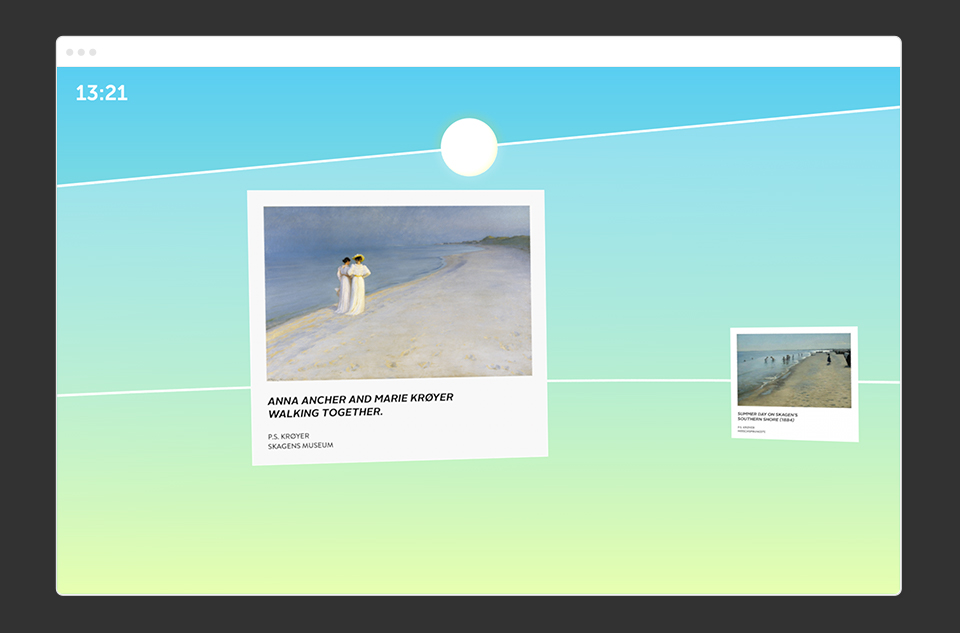 13:21
ANNA ANCHER AND MARIE KRØYER
WALKING TOGETHER.
P.S. KRØYER
SKAGENS MUSEUM
SUMMER DAY ON SKAGEN'S
SOUTHERN SHORE (1884)
P.S. KRØYER